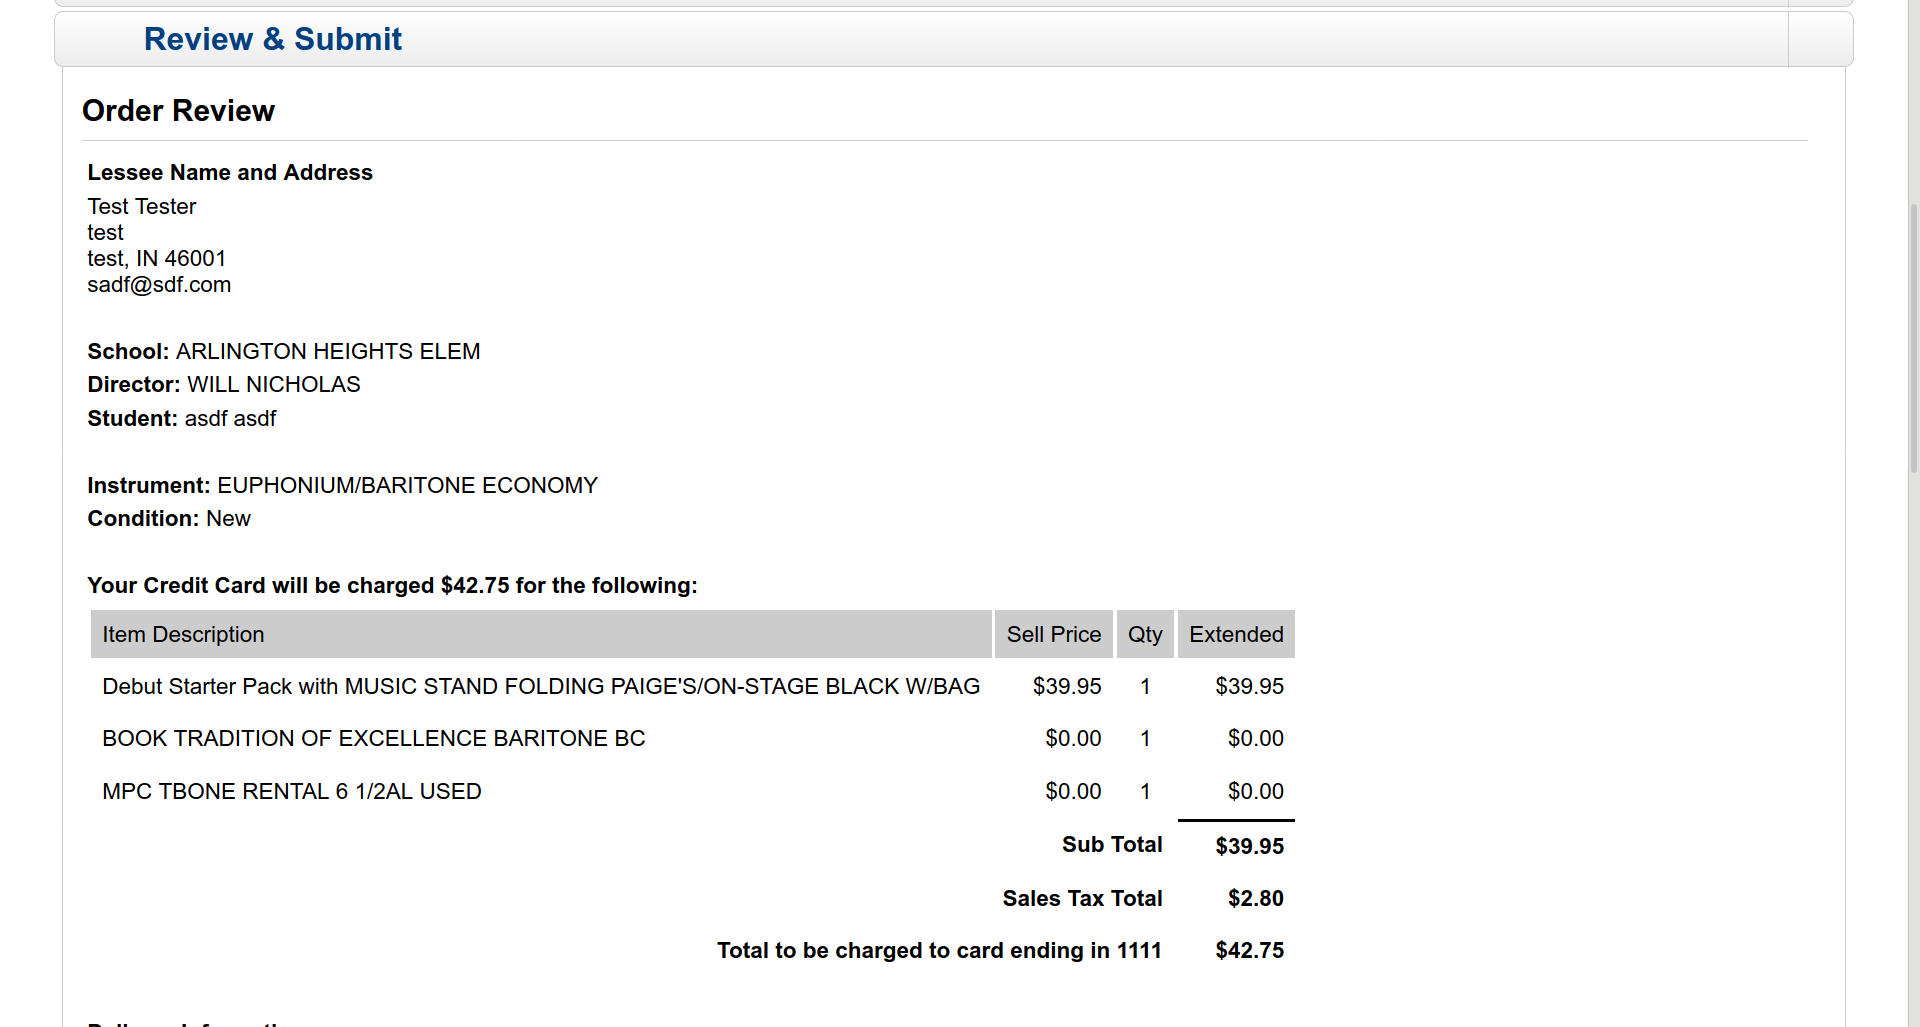 Review & Submit
Order Review
Lessee Name and Address
Test Tester
test
test, IN 46001
sadf@sdf.com
School: ARLINGTON HEIGHTS ELEM
Director: WILL NICHOLAS
Student: asdf asdf
Instrument: EUPHONIUM/BARITONE ECONOMY
Condition: New
Your Credit Card will be charged $42.75 for the following:
Item Description Sell Price Qty Extended
Debut Starter Pack with MUSIC STAND FOLDING PAIGE'S/ON-STAGE BLACK W/BAG $39.95 1 $39.95
BOOK TRADITION OF EXCELLENCE BARITONE BC $0.00 1 $0.00
MPC TBONE RENTAL 6 1/2AL USED $0.00 1 $0.00
Sub Total $39.95
Sales Tax Total $2.80
Total to be charged to card ending in 1111 $42.75